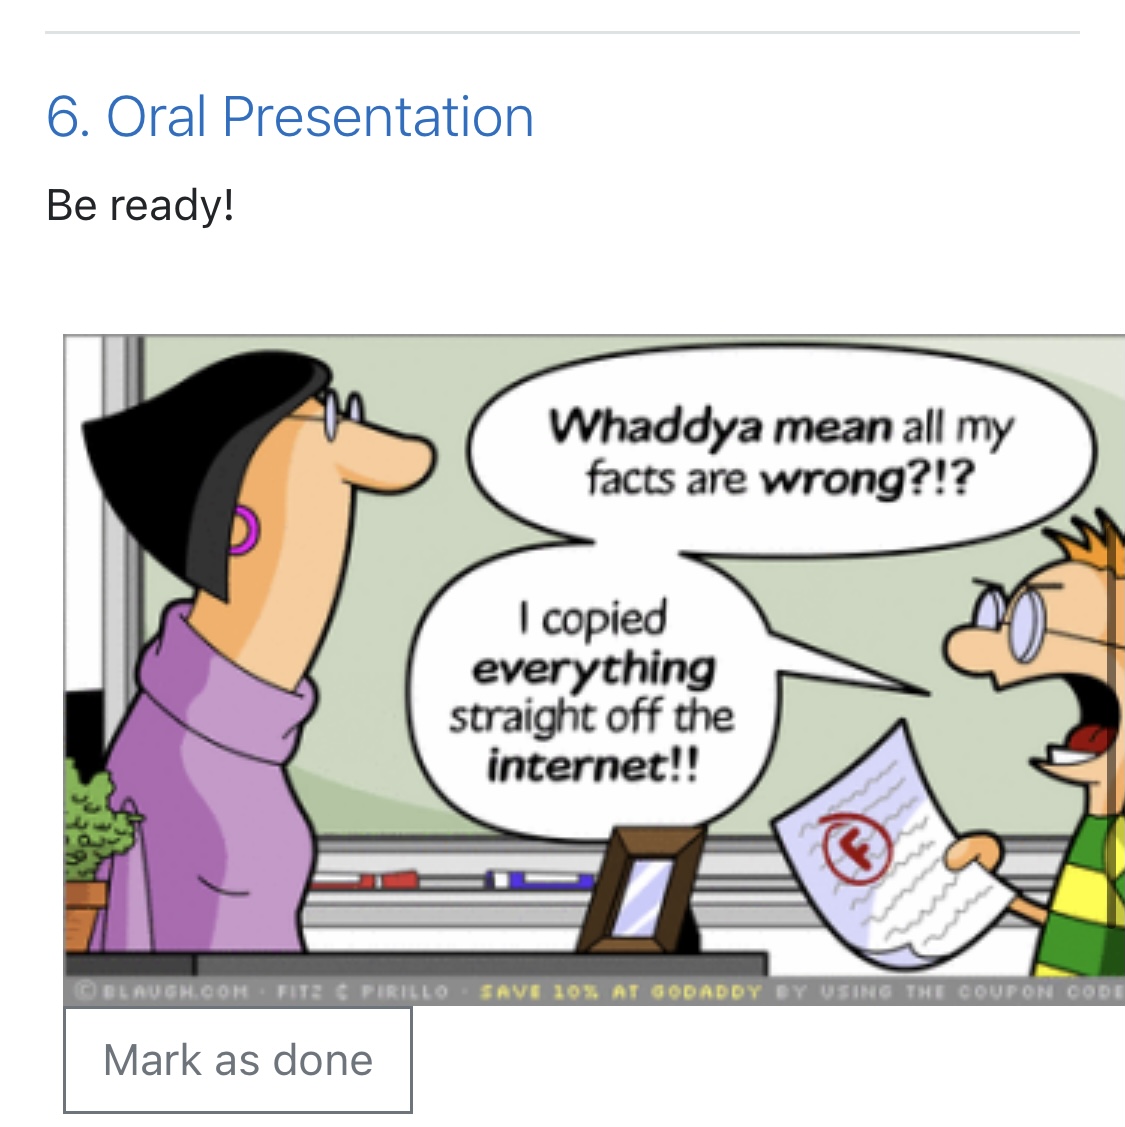 6. Oral Presentation
Be ready!
Whaddya mean all my
facts are wrong?!?
I copied
everything
straight off the
internet!!
F
© BLAUGH.COM · FITZ & PIRILLO · SAVE 10% AT GODADDY BY USING THE COUPON CODE
Mark as done